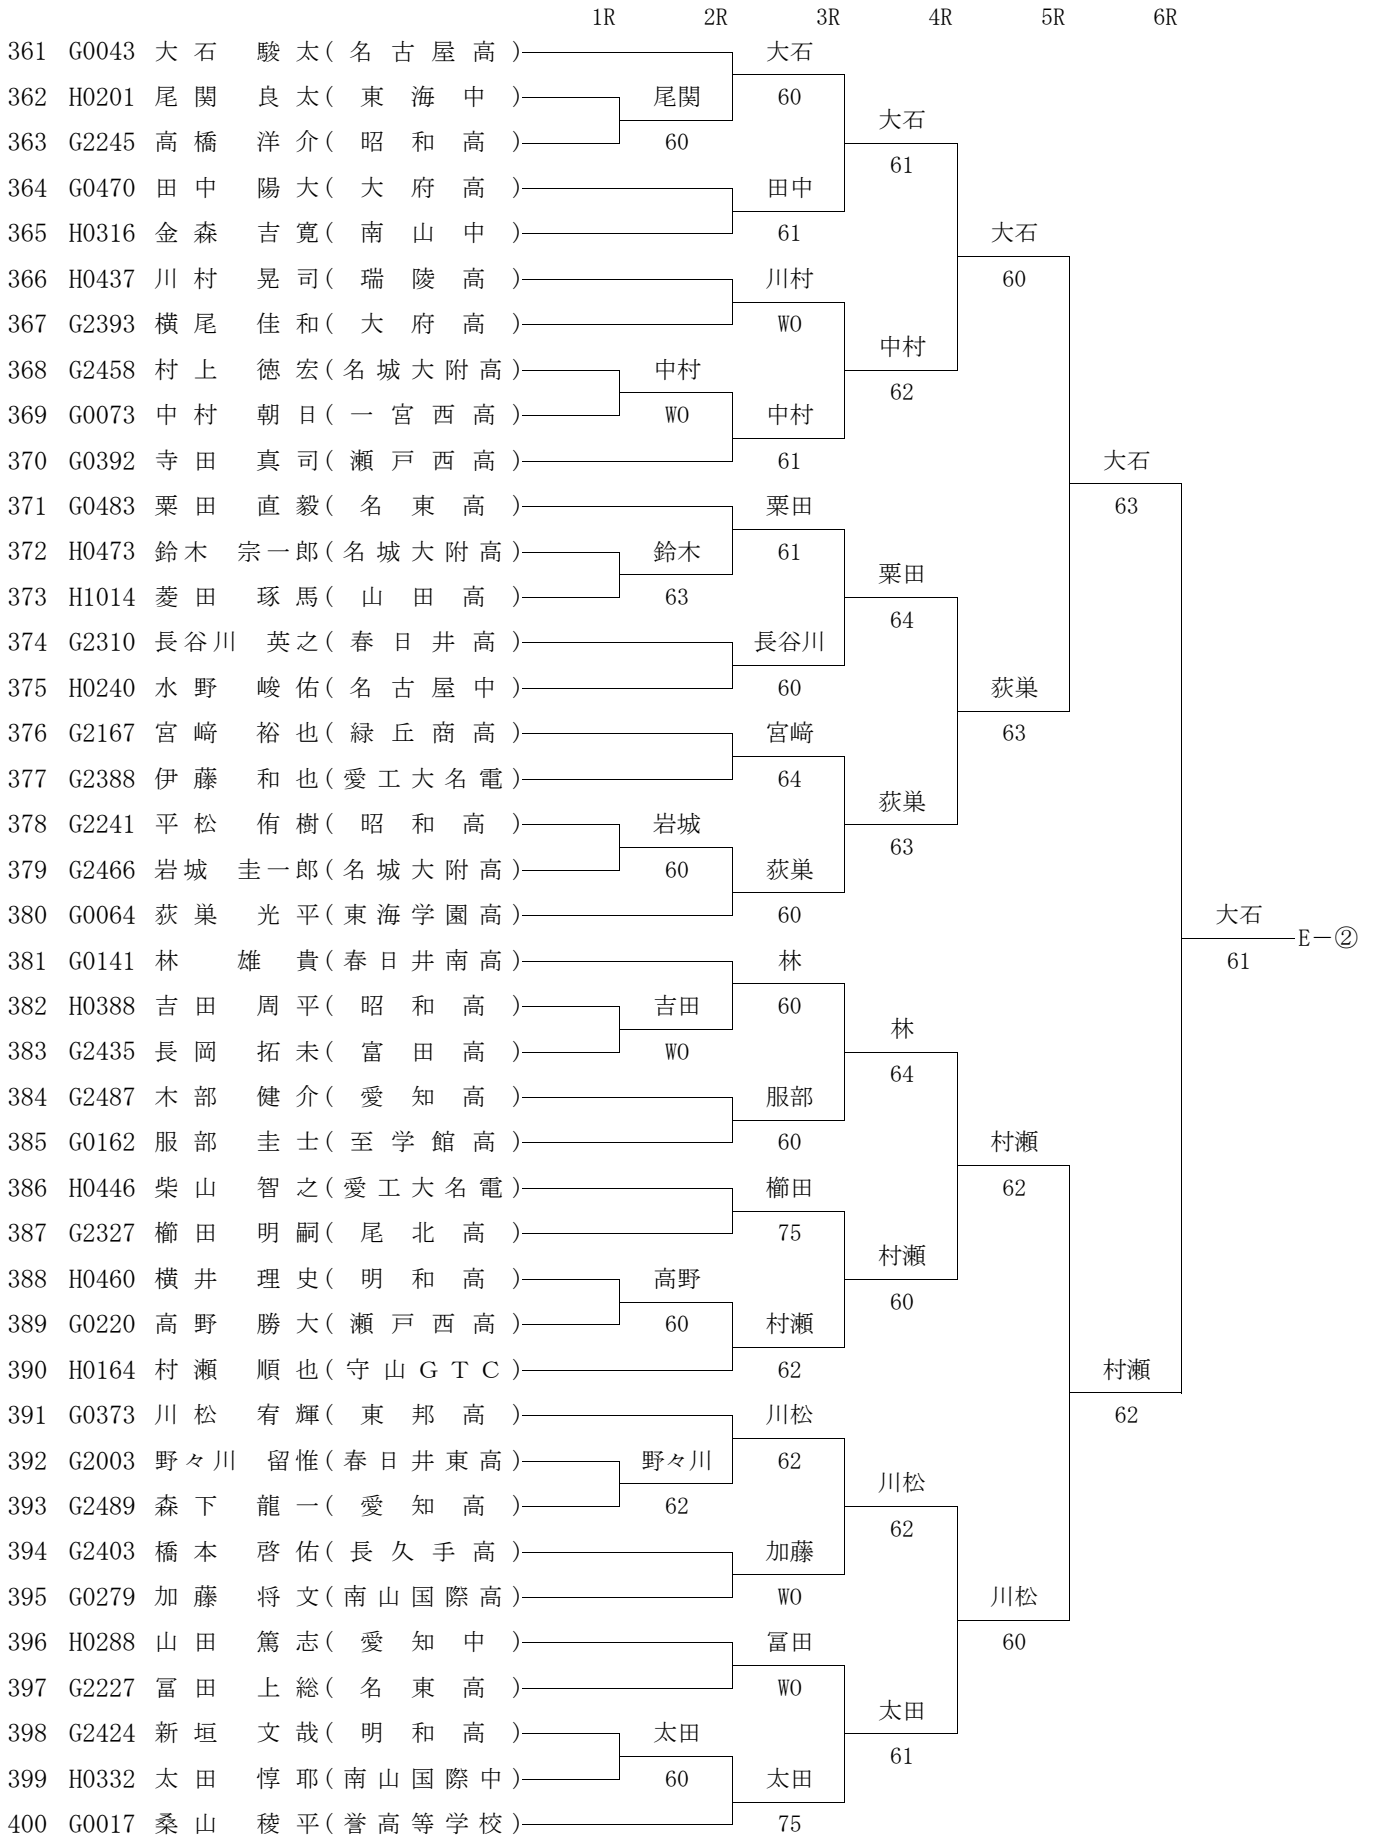 1R 2R 3R 4R 5R 6R
361 G0043 大石 駿太(名古屋高) 大石
362 H0201 尾関 良太(東海中) 尾関 60
大石
363 G2245 高橋 洋介(昭和高) 60
61
364 G0470 田中 陽大(大府高) 田中
365 H0316 金森 吉寛(南山中) 61 大石
366 H0437 川村 晃司(瑞陵高) 川村 60
367 G2393 横尾 佳和(大府高) WO
中村
368 G2458 村上 徳宏(名城大附高) 中村
62
369 G0073 中村 朝日(一宮西高) WO 中村
370 G0392 寺田 真司(瀬戸西高) 61 大石
371 G0483 栗田 直毅(名東高) 栗田 63
372 H0473 鈴木 宗一郎(名城大附高) 鈴木 61
栗田
373 H1014 菱田 琢馬(山田高) 63
64
374 G2310 長谷川 英之(春日井高) 長谷川
375 H0240 水野 峻佑(名古屋中) 60 荻巣
376 G2167 宮﨑 裕也(緑丘商高) 宮﨑 63
377 G2388 伊藤 和也(愛工大名電) 64
荻巣
378 G2241 平松 侑樹(昭和高) 岩城
63
379 G2466 岩城 圭一郎(名城大附高) 60 荻巣
380 G0064 荻巣 光平(東海学園高) 60 大石
E－②
381 G0141 林 雄貴(春日井南高) 林 61
382 H0388 吉田 周平(昭和高) 吉田 60
林
383 G2435 長岡 拓未(富田高) WO
64
384 G2487 木部 健介(愛知高) 服部
385 G0162 服部 圭士(至学館高) 60 村瀬
386 H0446 柴山 智之(愛工大名電) 櫛田 62
387 G2327 櫛田 明嗣(尾北高) 75
村瀬
388 H0460 横井 理史(明和高) 高野
60
389 G0220 高野 勝大(瀬戸西高) 60 村瀬
390 H0164 村瀬 順也(守山GTC) 62 村瀬
391 G0373 川松 宥輝(東邦高) 川松 62
392 G2003 野々川 留惟(春日井東高) 野々川 62
川松
393 G2489 森下 龍一(愛知高) 62
62
394 G2403 橋本 啓佑(長久手高) 加藤
395 G0279 加藤 将文(南山国際高) WO 川松
396 H0288 山田 篤志(愛知中) 冨田 60
397 G2227 冨田 上総(名東高) WO
太田
398 G2424 新垣 文哉(明和高) 太田
61
399 H0332 太田 惇耶(南山国際中) 60 太田
400 G0017 桑山 稜平(誉高等学校) 75